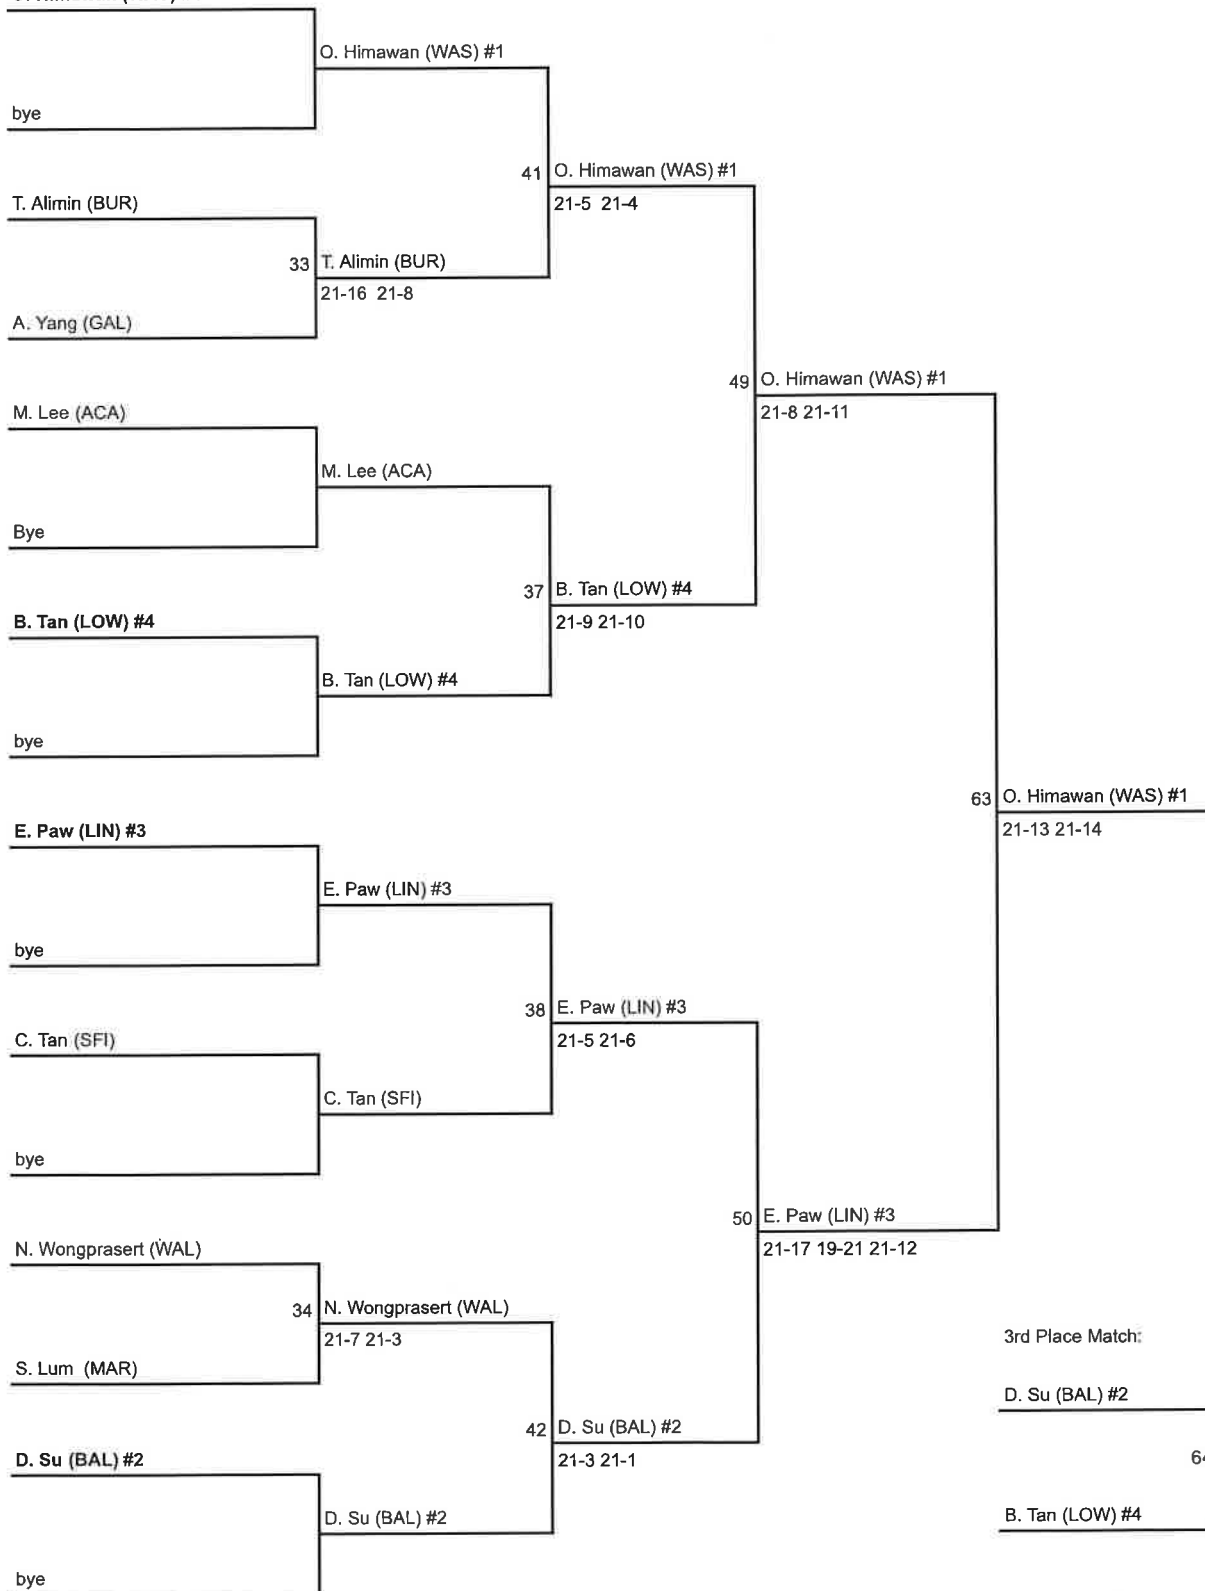 O. Himawan (WAS) #1
bye
41 O. Himawan (WAS) #1
21-5 21-4
T. Alimin (BUR)
33 T. Alimin (BUR)
21-16 21-8
A. Yang (GAL)
49 O. Himawan (WAS) #1
21-8 21-11
M. Lee (ACA)
M. Lee (ACA)
Bye
37 B. Tan (LOW) #4
21-9 21-10
B. Tan (LOW) #4
B. Tan (LOW) #4
bye
63 O. Himawan (WAS) #1
21-13 21-14
E. Paw (LIN) #3
E. Paw (LIN) #3
bye
38 E. Paw (LIN) #3
21-5 21-6
C. Tan (SFI)
C. Tan (SFI)
bye
50 E. Paw (LIN) #3
21-17 19-21 21-12
N. Wongprasert (WAL)
34 N. Wongprasert (WAL)
21-7 21-3
S. Lum (MAR)
42 D. Su (BAL) #2
21-3 21-1
D. Su (BAL) #2
D. Su (BAL) #2
bye
3rd Place Match:
D. Su (BAL) #2
64
B. Tan (LOW) #4